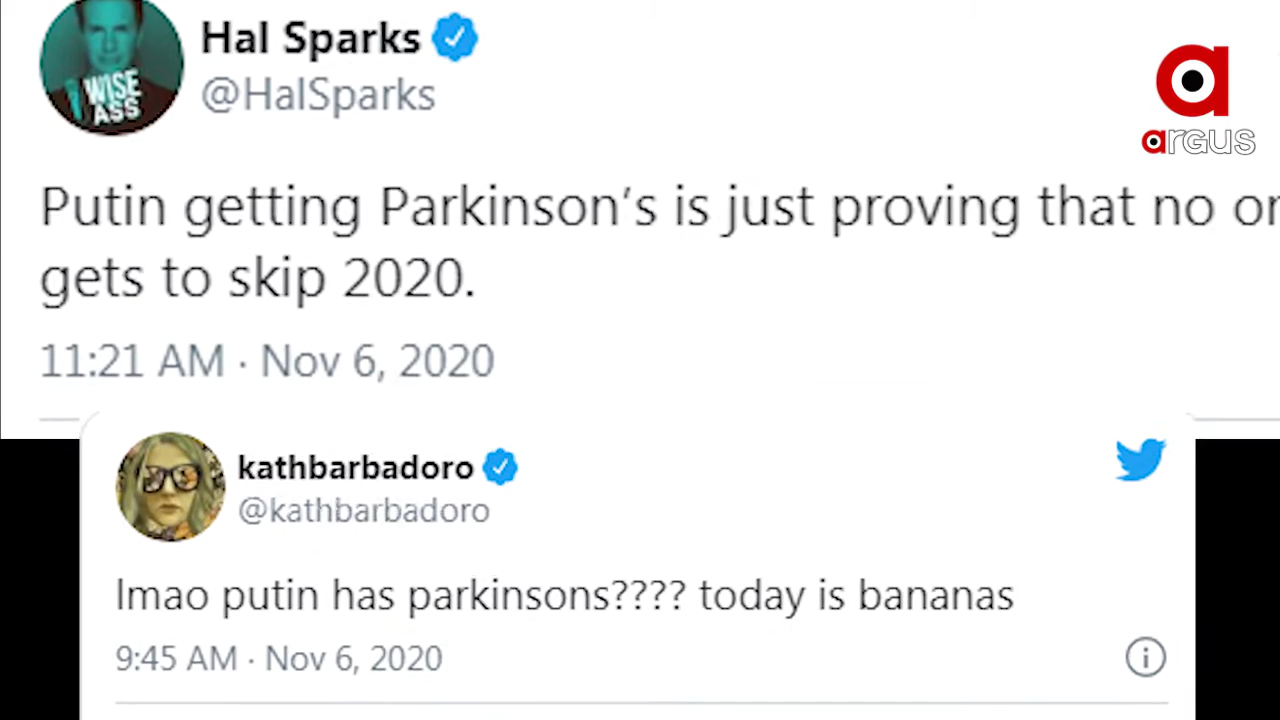 Hal Sparks
@HalSparks
WISE
ASS
a
argus
Putin getting Parkinson's is just proving that no
gets to skip 2020.
11:21 AM · Nov 6, 2020
kathbarbadoro
@kathbarbadoro
lmao putin has parkinsons???? today is bananas
9:45 AM · Nov 6, 2020